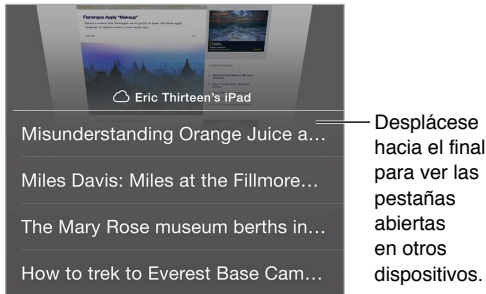 Flamingos Apply "Makeup"
Eric Thirteen's iPad
Misunderstanding Orange Juice a…
Miles Davis: Miles at the Fillmore…
The Mary Rose museum berths in…
How to trek to Everest Base Cam…
Desplácese
hacia el final
para ver las
pestañas
abiertas
en otros
dispositivos.